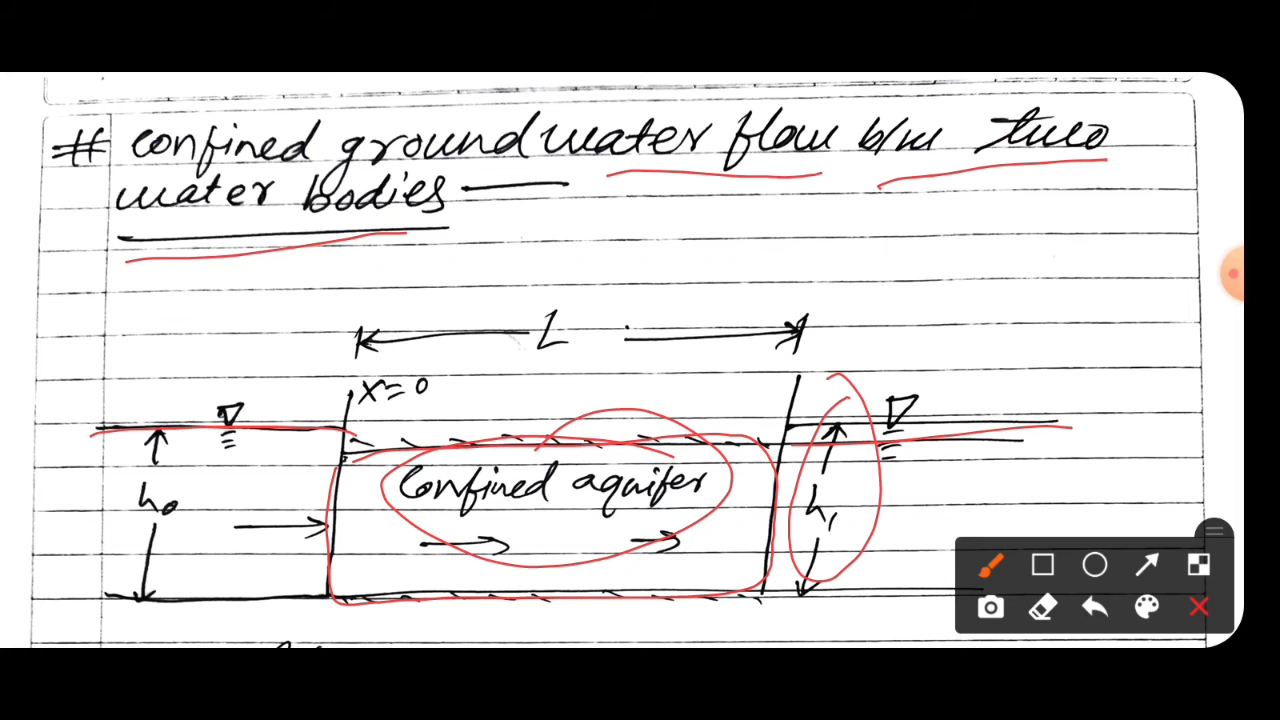 # confined groundwater flow b/w two
water bodies
L
x=0
h₀
Confined aquifer
h₁